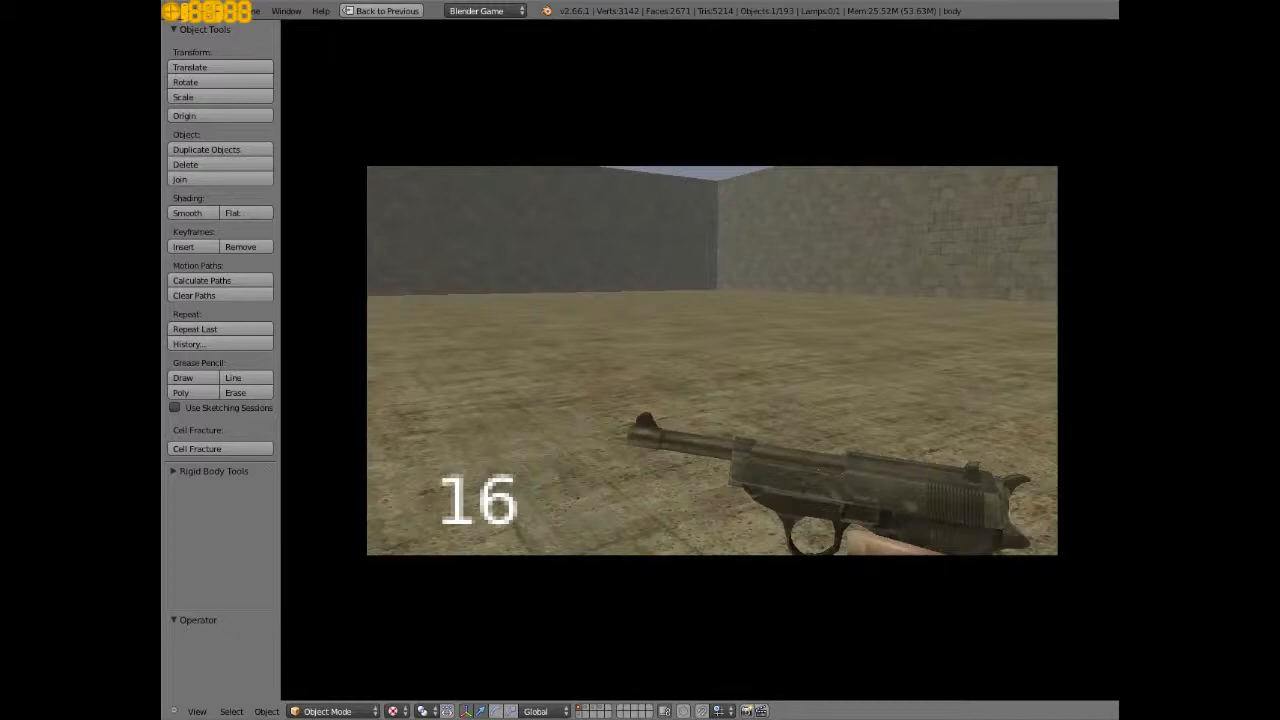 Window Help Back to Previous Blender Game v2.66.1 | Verts:3142 | Faces:2671 | Tris:5214 | Objects:1/193 | Lamps:0/1 | Mem:25.52M (53.63M) | body
Object Tools
Transform:
Translate
Rotate
Scale
Origin
Object:
Duplicate Objects
Delete
Join
Shading:
Smooth Flat
Keyframes:
Insert Remove
Motion Paths:
Calculate Paths
Clear Paths
Repeat:
Repeat Last
History...
Grease Pencil:
Draw Line
Poly Erase
Use Sketching Sessions
Cell Fracture:
Cell Fracture
Rigid Body Tools
16
Operator
View Select Object Object Mode Global